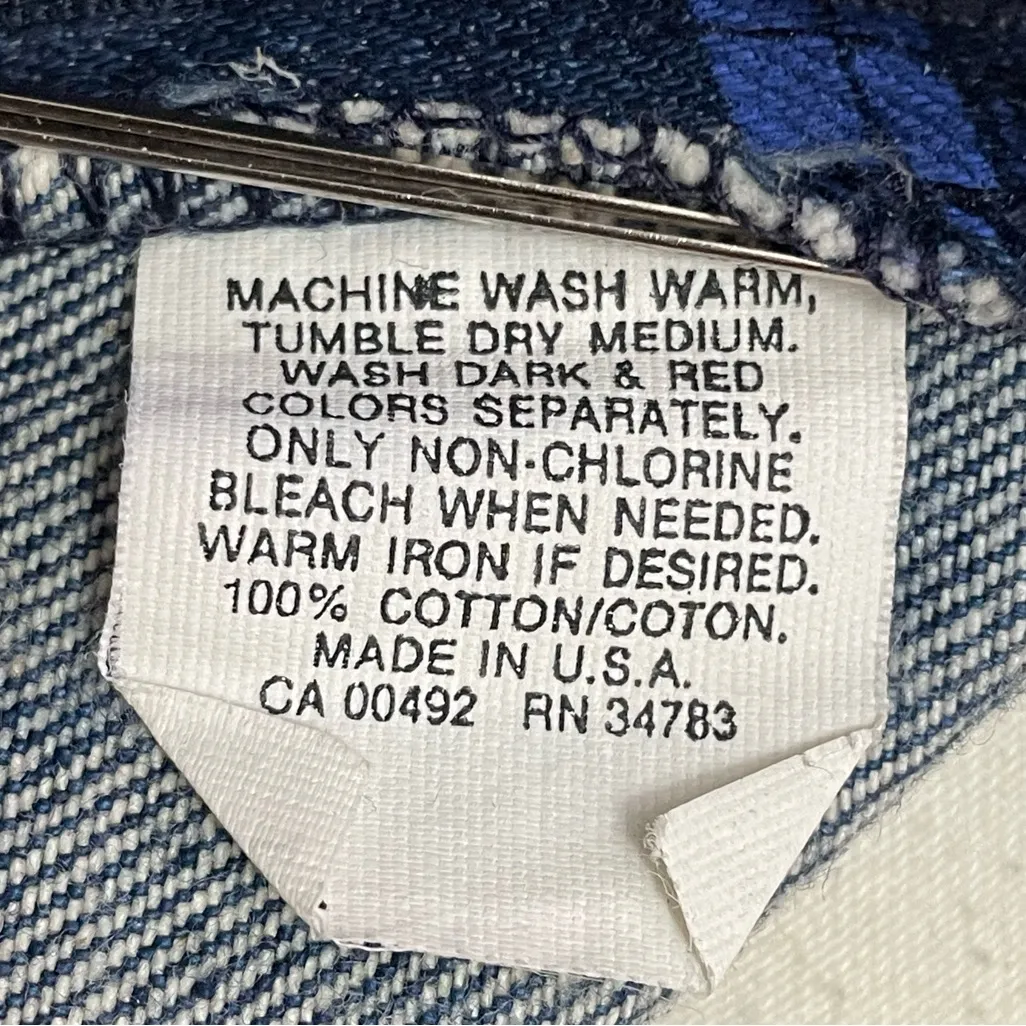 MACHINE WASH WARM,
TUMBLE DRY MEDIUM.
WASH DARK & RED
COLORS SEPARATELY.
ONLY NON-CHLORINE
BLEACH WHEN NEEDED.
WARM IRON IF DESIRED.
100% COTTON/COTON.
MADE IN U.S.A.
CA 00492 RN 34783